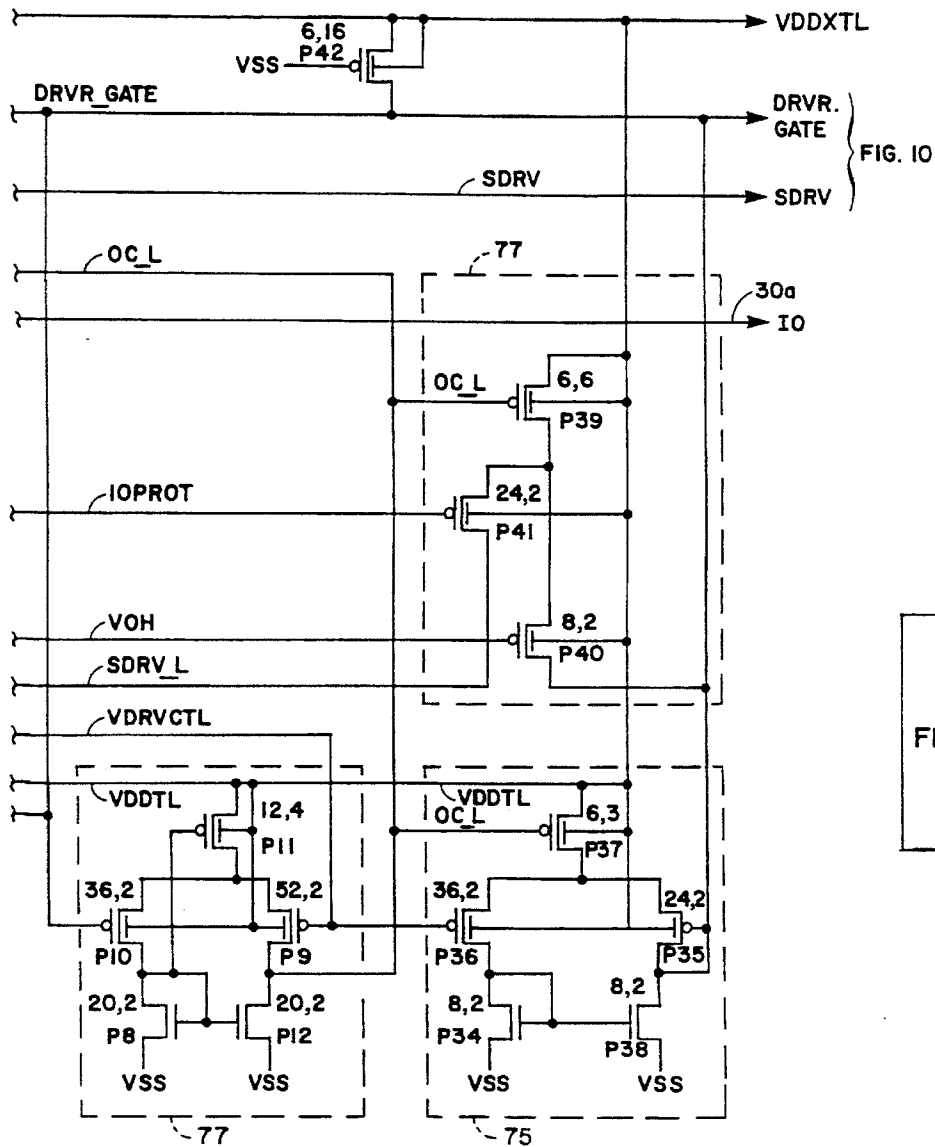 VDDXTL
6,16
P42
VSS
DRVR_GATE
DRVR.
GATE
FIG. 10
SDRV
SDRV
OC_L
77
30a
IO
OC_L
6,6
P39
IOPROT
24,2
P41
VOH
8,2
P40
SDRV_L
VDRVCTL
FI
VDDTL
VDDTL
12,4
P11
OC_L
6,3
P37
36,2
52,2
36,2
24,2
P10
P9
P36
P35
20,2
20,2
8,2
8,2
P8
P12
P34
P38
VSS
VSS
VSS
VSS
77
75